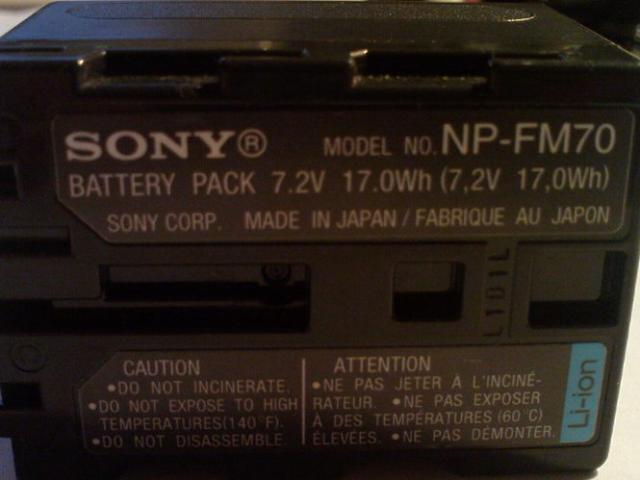 SONY® MODEL NO. NP-FM70
BATTERY PACK 7.2V 17.0Wh (7,2V 17,0Wh)
SONY CORP. MADE IN JAPAN / FABRIQUE AU JAPON
L101L
CAUTION
•DO NOT INCINERATE.
•DO NOT EXPOSE TO HIGH
TEMPERATURES(140°F).
•DO NOT DISASSEMBLE.
ATTENTION
•NE PAS JETER À L'INCINÉ-
RATEUR. •NE PAS EXPOSER
À DES TEMPÉRATURES (60°C)
ÉLEVÉES. •NE PAS DÉMONTER.
Li-ion